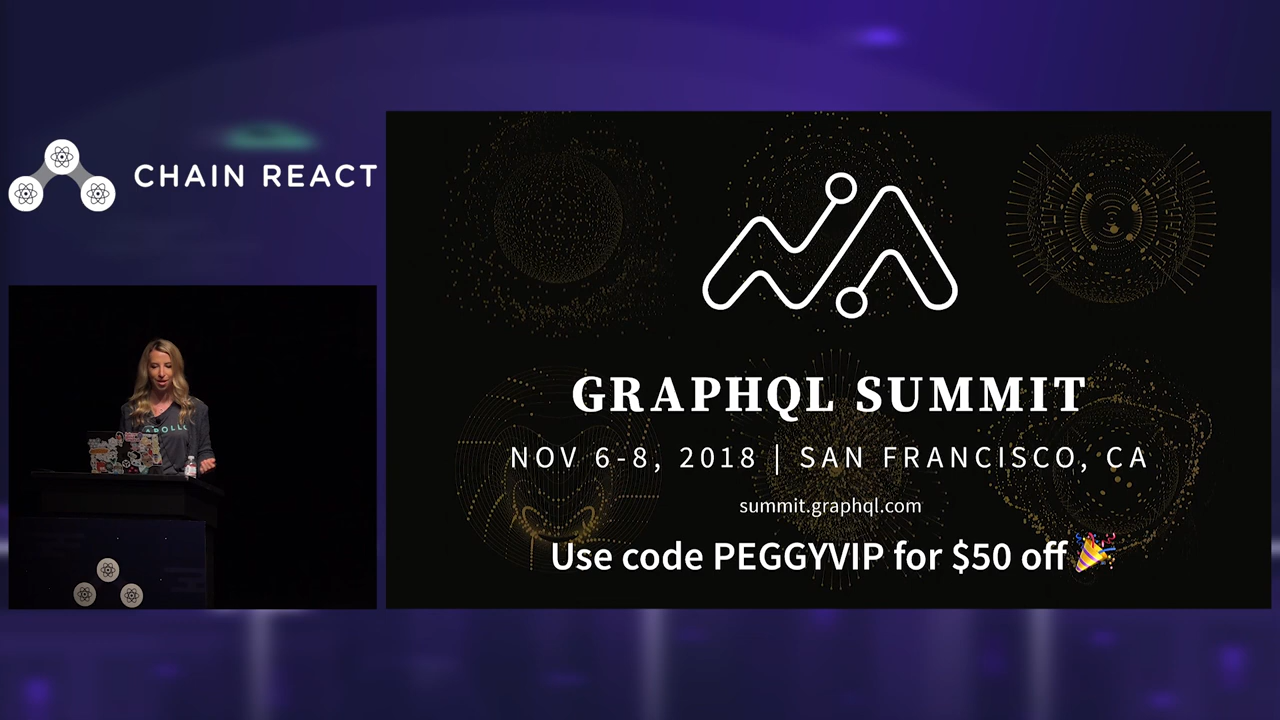 CHAIN REACT
APOLLO
GRAPHQL SUMMIT
NOV 6-8, 2018 | SAN FRANCISCO, CA
summit.graphql.com
Use code PEGGYVIP for $50 off